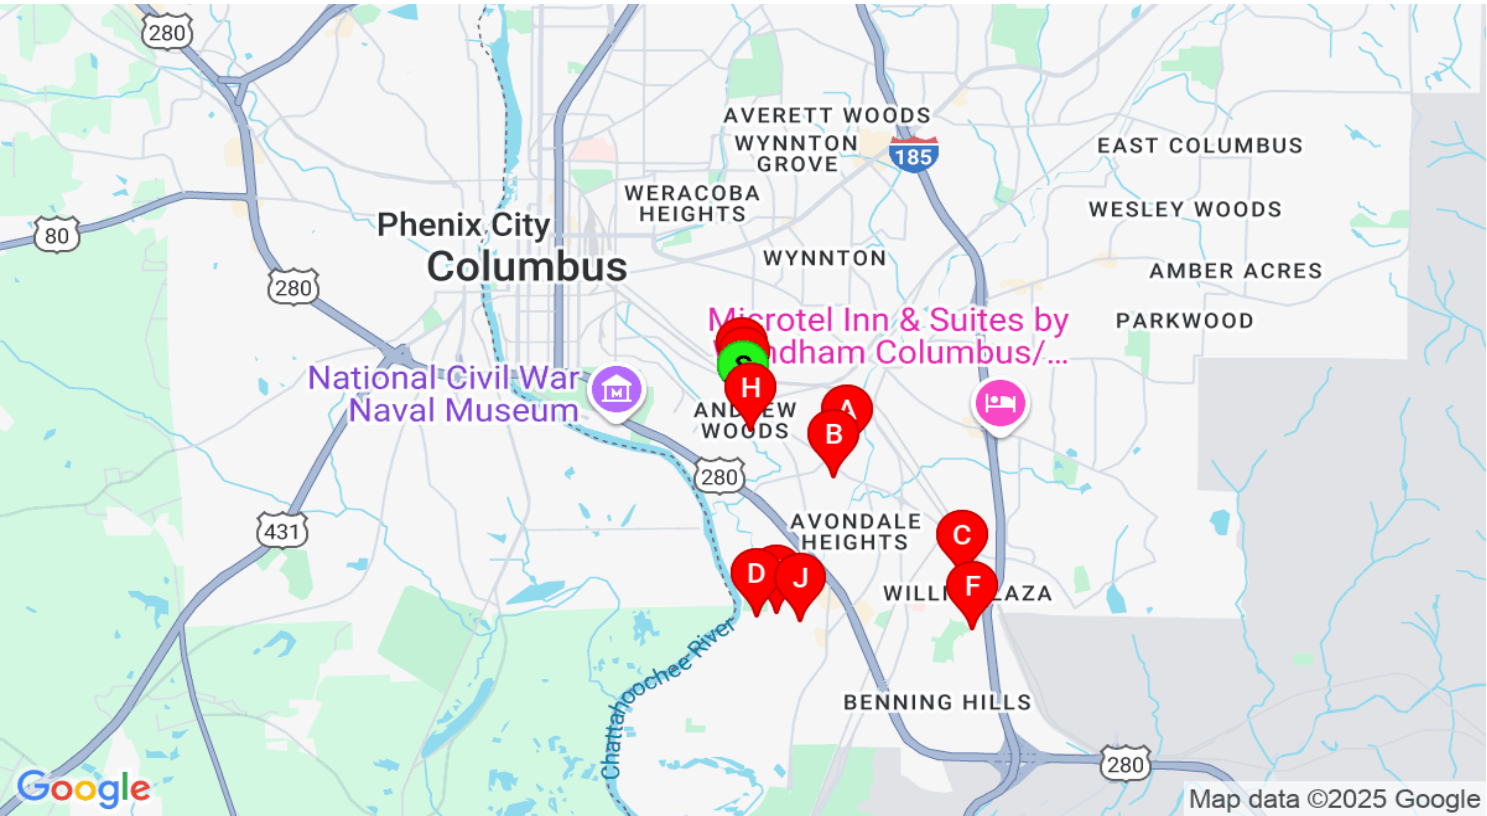 280
AVERETT WOODS
WYNNTON
GROVE
185
EAST COLUMBUS
WERACOBA
HEIGHTS
WESLEY WOODS
80
Phenix City
Columbus
WYNNTON
280
AMBER ACRES
PARKWOOD
Microtel Inn & Suites by
ndham Columbus/...
S
National Civil War
Naval Museum
M
H
A
WOODS
B
280
431
AVONDALE
HEIGHTS
C
D
J
F
BENNING HILLS
Chattahoochee River
280
Google
Map data ©2025 Google